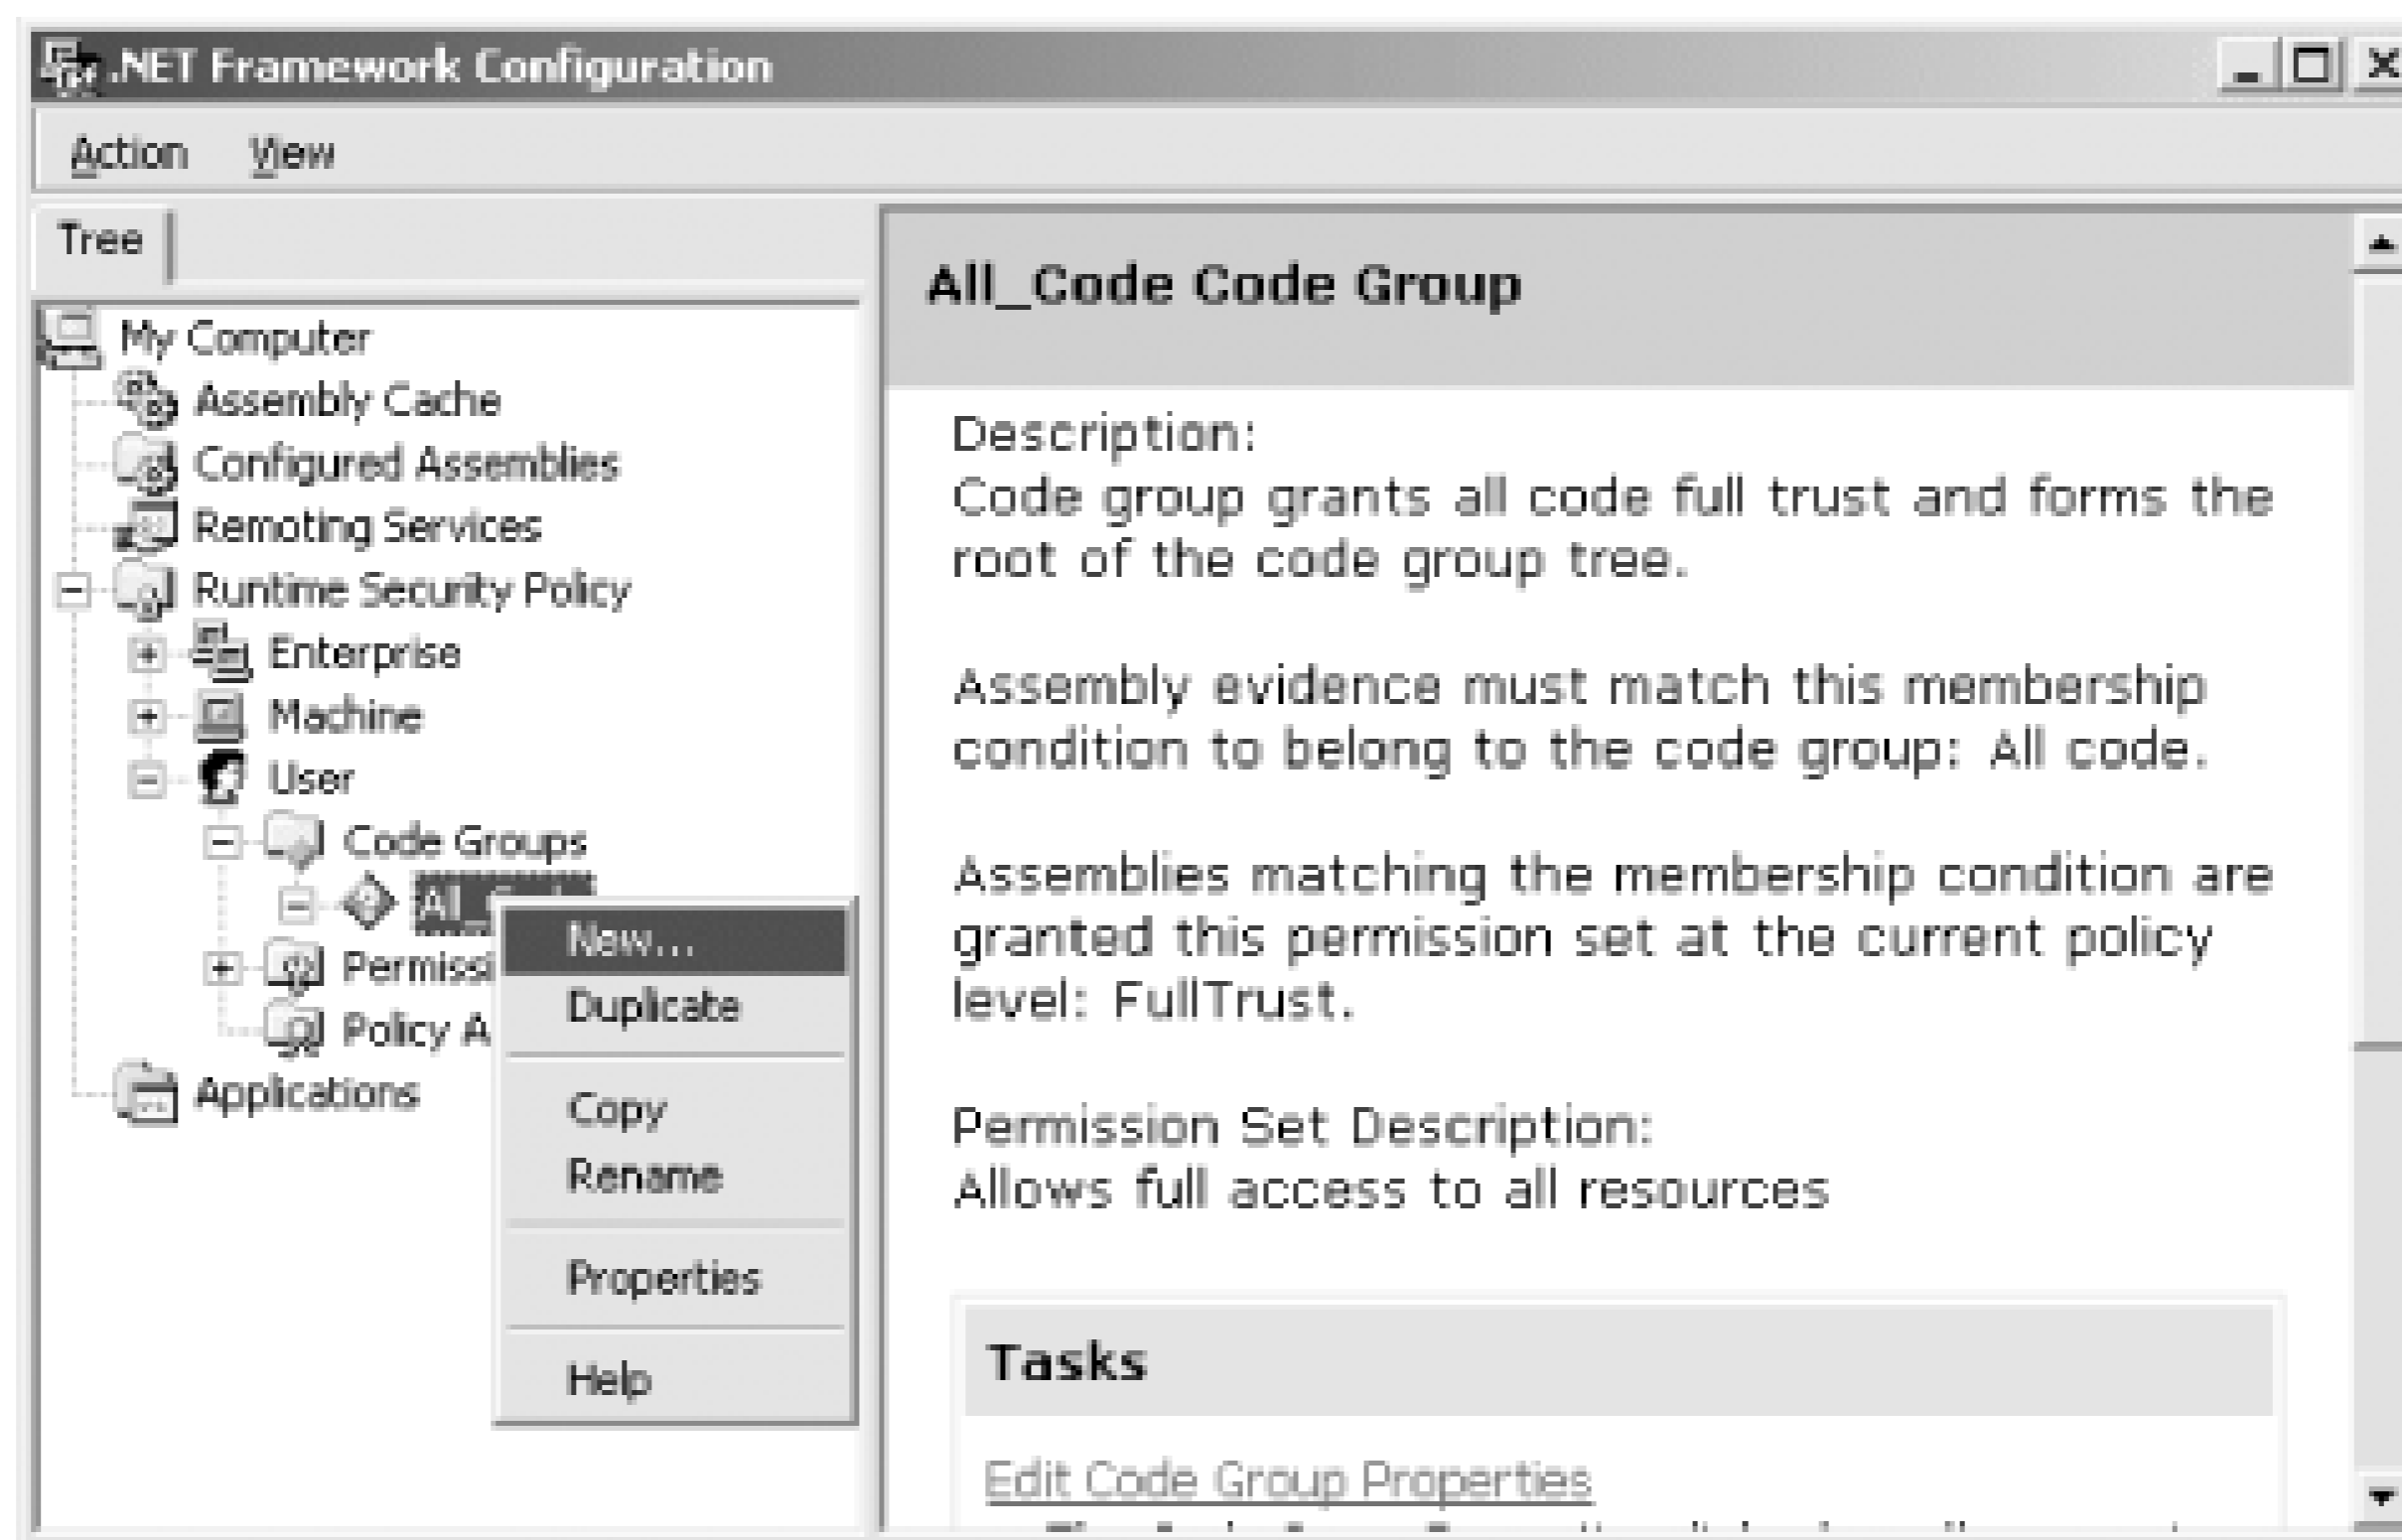 .NET Framework Configuration
Action View
Tree
My Computer
Assembly Cache
Configured Assemblies
Remoting Services
Runtime Security Policy
Enterprise
Machine
User
Code Groups
Permissi
Policy A
Applications
New...
Duplicate
Copy
Rename
Properties
Help
All_Code Code Group
Description:
Code group grants all code full trust and forms the
root of the code group tree.
Assembly evidence must match this membership
condition to belong to the code group: All code.
Assemblies matching the membership condition are
granted this permission set at the current policy
level: FullTrust.
Permission Set Description:
Allows full access to all resources
Tasks
Edit Code Group Properties